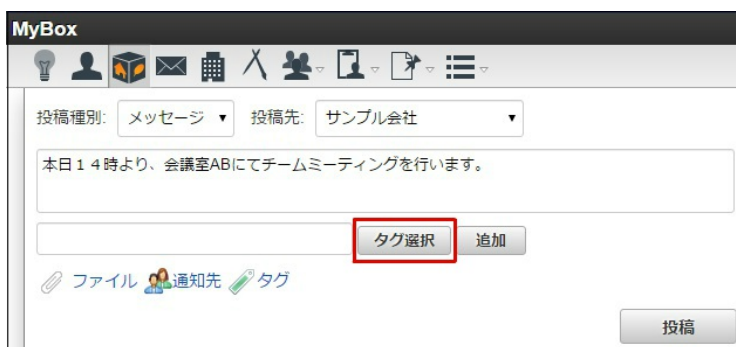 MyBox
投稿種別: メッセージ 投稿先: サンプル会社
本日１４時より、会議室ABにてチームミーティングを行います。
タグ選択 追加
ファイル 通知先 タグ
投稿